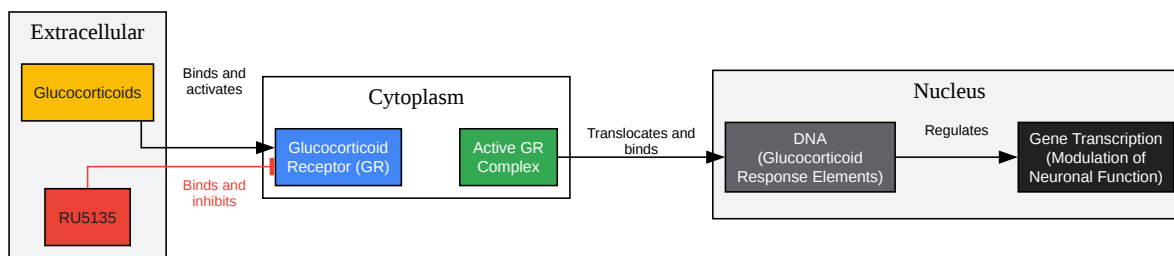 Extracellular
Glucocorticoids
RU5135
Binds and
activates
Binds and
inhibits
Cytoplasm
Glucocorticoid
Receptor (GR)
Active GR
Complex
Translocates and
binds
Nucleus
DNA
(Glucocorticoid
Response Elements)
Regulates
Gene Transcription
(Modulation of
Neuronal Function)